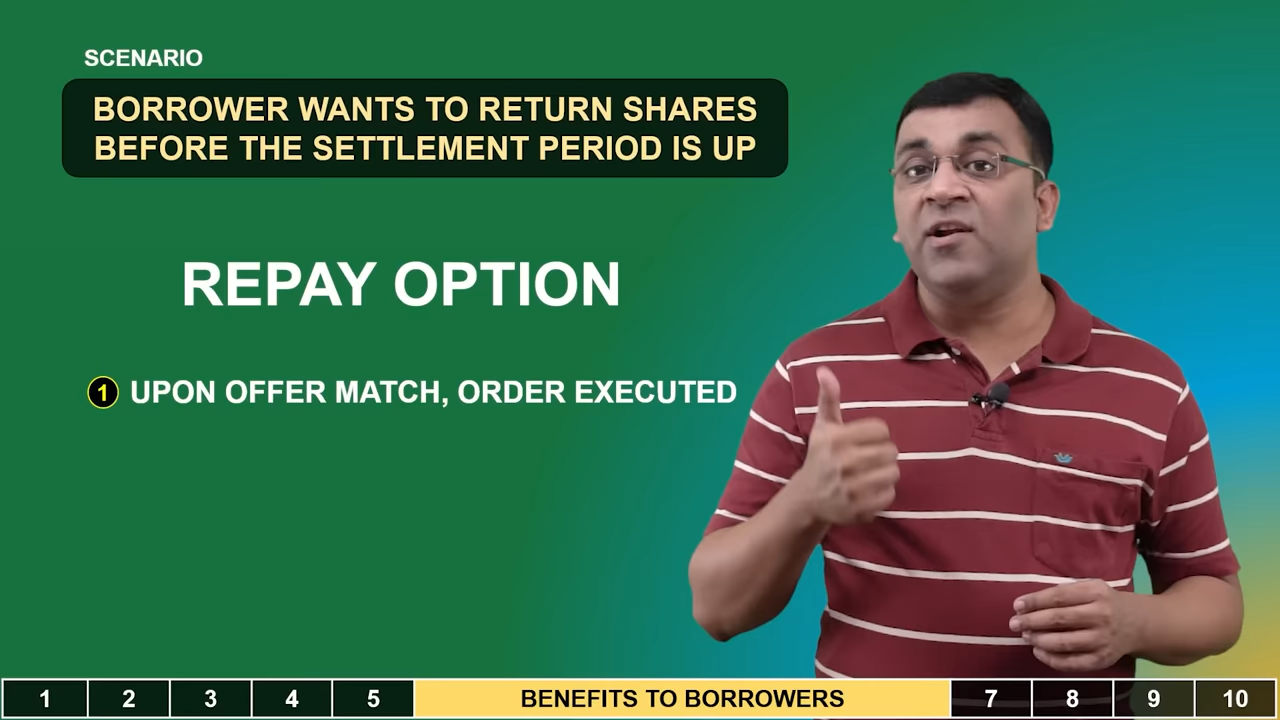 SCENARIO
BORROWER WANTS TO RETURN SHARES
BEFORE THE SETTLEMENT PERIOD IS UP
REPAY OPTION
1 UPON OFFER MATCH, ORDER EXECUTED
1 2 3 4 5 BENEFITS TO BORROWERS 7 8 9 10